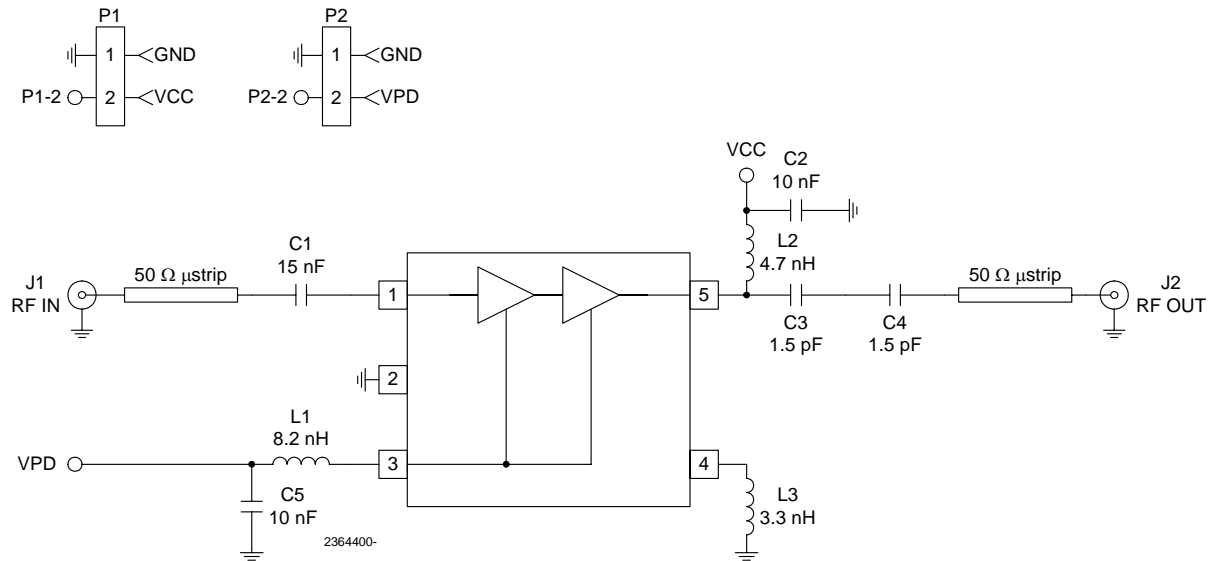 P1
P2
1 GND
1 GND
P1-2 2 VCC
P2-2 2 VPD
VCC
C2
10 nF
L2
4.7 nH
C1
15 nF
J1
RF IN
50 Ω μstrip
1
5
C3
1.5 pF
C4
1.5 pF
50 Ω μstrip
J2
RF OUT
2
L1
8.2 nH
VPD
3
4
C5
10 nF
L3
3.3 nH
2364400-